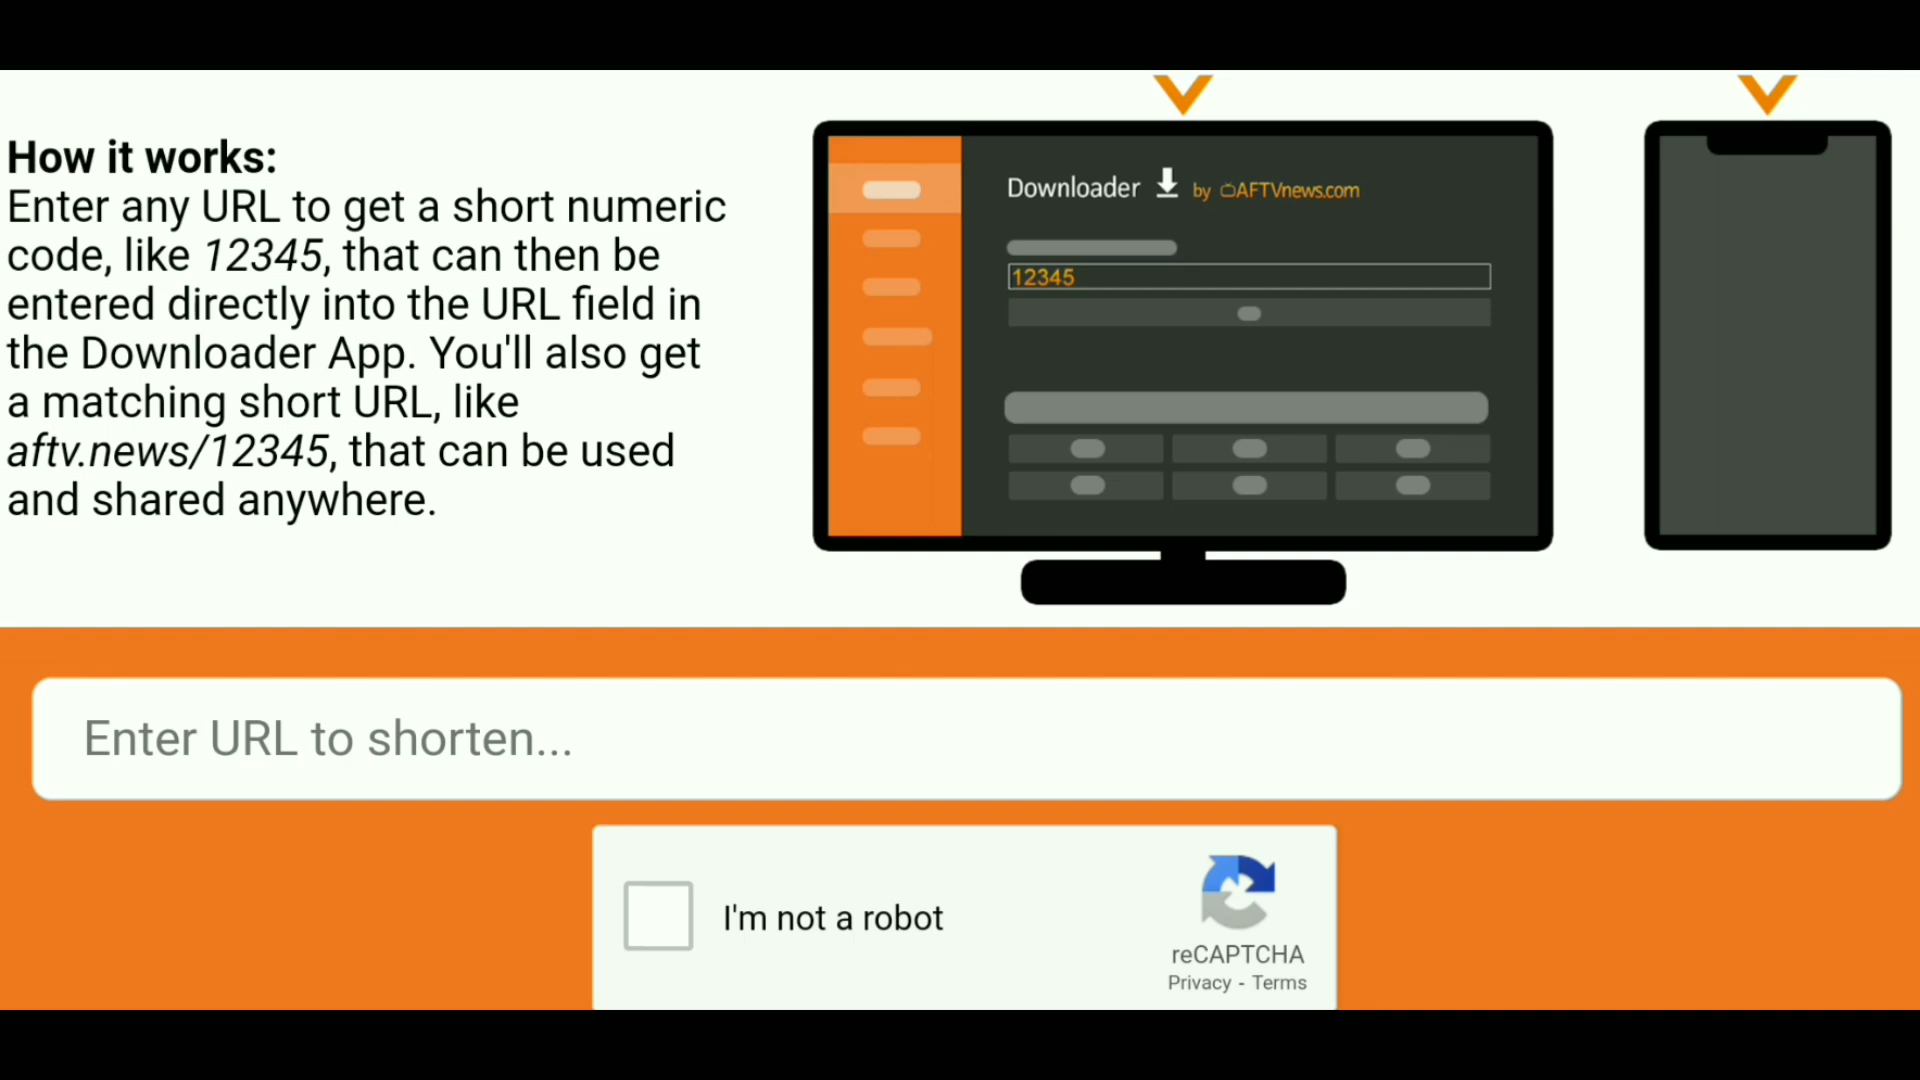 How it works:
Enter any URL to get a short numeric
code, like 12345, that can then be
entered directly into the URL field in
the Downloader App. You'll also get
a matching short URL, like
aftv.news/12345, that can be used
and shared anywhere.
Downloader by AFTVnews.com
12345
Enter URL to shorten...
I'm not a robot
reCAPTCHA
Privacy - Terms